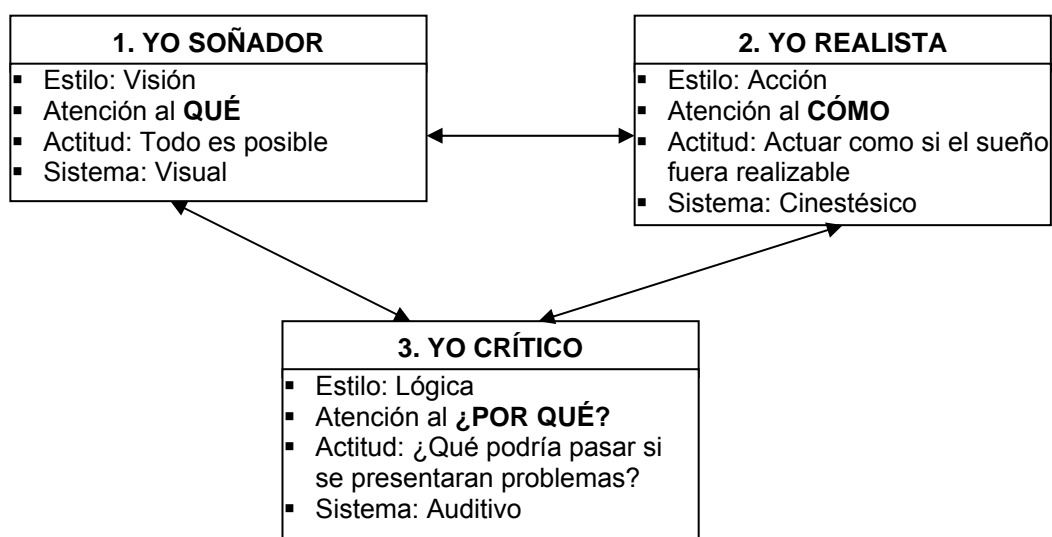 1. YO SOÑADOR
▪ Estilo: Visión
▪ Atención al QUÉ
▪ Actitud: Todo es posible
▪ Sistema: Visual
2. YO REALISTA
▪ Estilo: Acción
▪ Atención al CÓMO
▪ Actitud: Actuar como si el sueño
fuera realizable
▪ Sistema: Cinestésico
3. YO CRÍTICO
▪ Estilo: Lógica
▪ Atención al ¿POR QUÉ?
▪ Actitud: ¿Qué podría pasar si
se presentaran problemas?
▪ Sistema: Auditivo